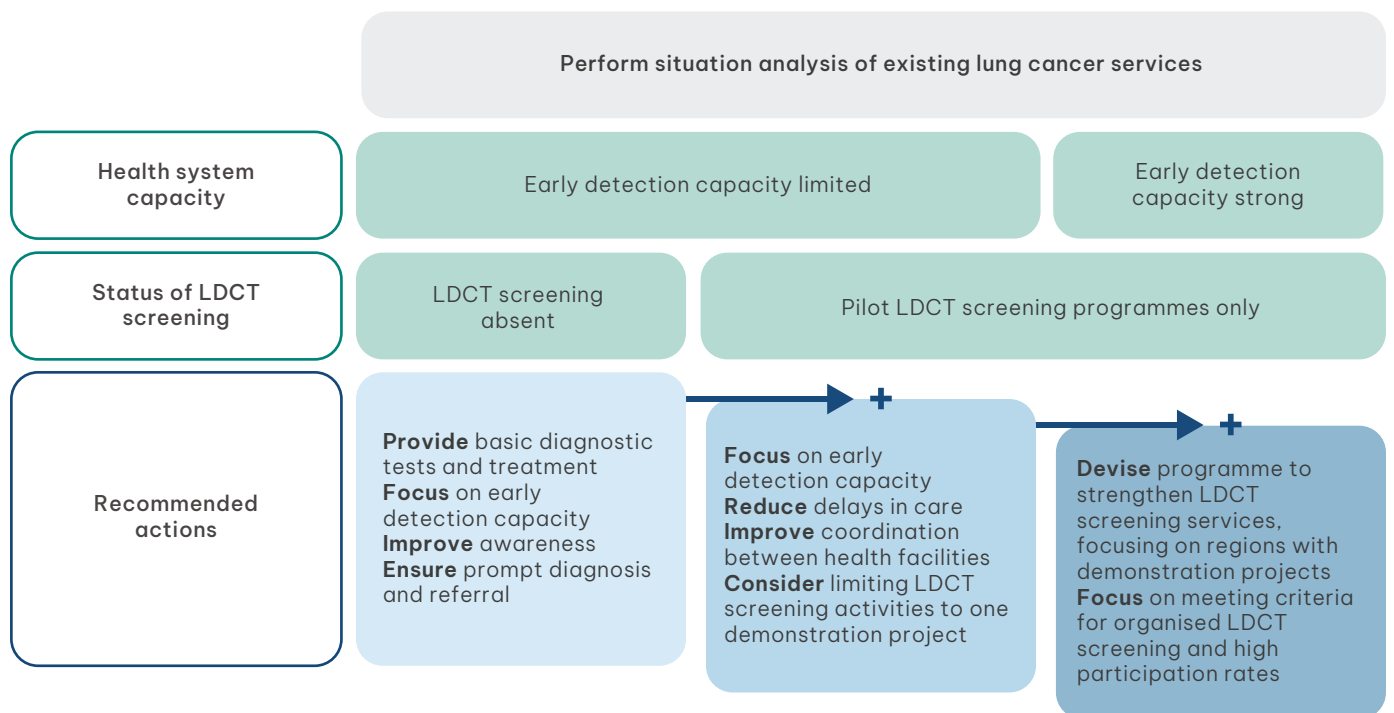 Perform situation analysis of existing lung cancer services
Health system
capacity
Early detection capacity limited
Early detection
capacity strong
Status of LDCT
screening
LDCT screening
absent
Pilot LDCT screening programmes only
Recommended
actions
Provide basic diagnostic
tests and treatment
Focus on early
detection capacity
Improve awareness
Ensure prompt diagnosis
and referral
+
Focus on early
detection capacity
Reduce delays in care
Improve coordination
between health facilities
Consider limiting LDCT
screening activities to one
demonstration project
+
Devise programme to
strengthen LDCT
screening services,
focusing on regions with
demonstration projects
Focus on meeting criteria
for organised LDCT
screening and high
participation rates